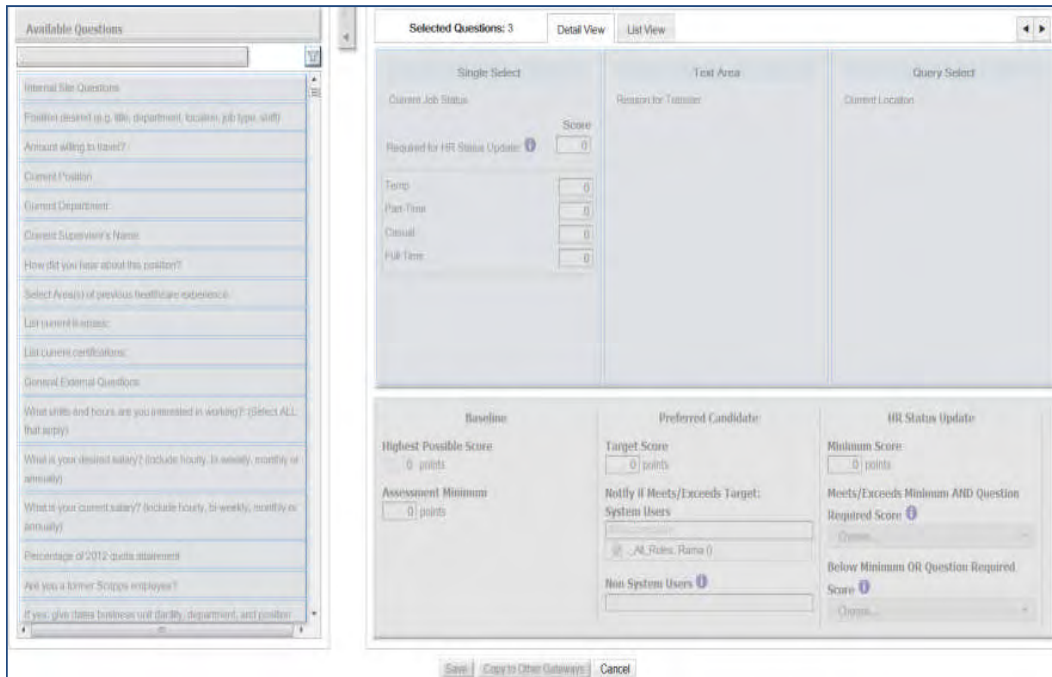 Available Questions
Internal Site Questions
Position desired (e.g. title, department, location, job type, shift)
Amount willing to travel?
Current Position
Current Department
Current Supervisor's Name
How did you hear about this position?
Select Area(s) of previous healthcare experience
List current licenses:
List current certifications:
General External Questions
What shifts and hours are you interested in working?: (Select ALL
that apply)
What is your desired salary? (Include hourly, bi-weekly, monthly or
annually)
What is your current salary? (Include hourly, bi-weekly, monthly or
annually)
Percentage of 2012 quota attainment
Are you a former Scripps employee?
If yes, give dates business unit (facility, department, and position
Selected Questions: 3
Detail View
List View
Single Select
Current Job Status
Score
Required for HR Status Update: 0
Temp 0
Part-Time 0
Casual 0
Full Time 0
Text Area
Reason for Transfer
Query Select
Current Location
Baseline
Highest Possible Score
0 points
Assessment Minimum
0 points
Preferred Candidate
Target Score
0 points
Notify if Meets/Exceeds Target:
System Users
_All_Rules, Rama ()
Non System Users
HR Status Update
Minimum Score
0 points
Meets/Exceeds Minimum AND Question
Required Score
Choose...
Below Minimum OR Question Required
Score
Choose...
Save
Copy to Other Gateways
Cancel